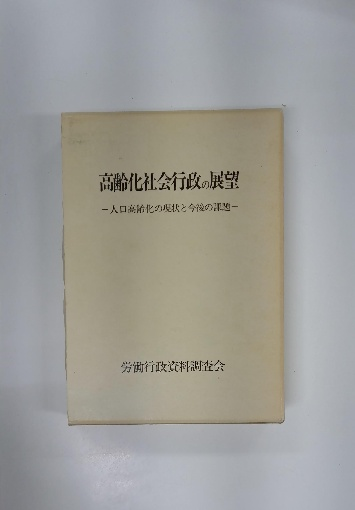 高齢化社会行政の展望
－人口高齢化の現状と今後の課題－
労働行政資料調査会